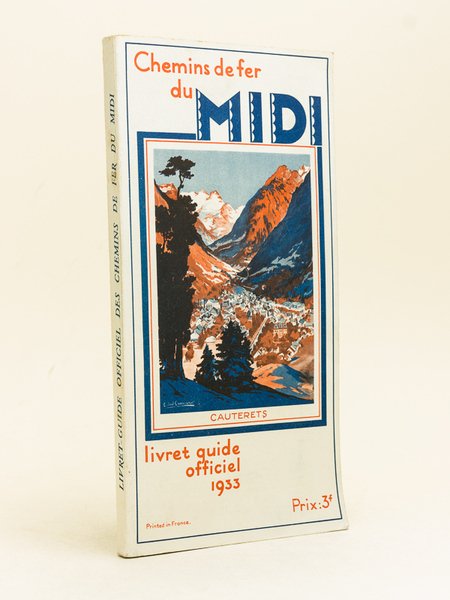 LIVRET-GUIDE OFFICIEL DES CHEMINS DE FER DU MIDI
Chemins de fer
du MIDI
CAUTERETS
livret guide
officiel
1933
Prix: 3f
Printed in France.